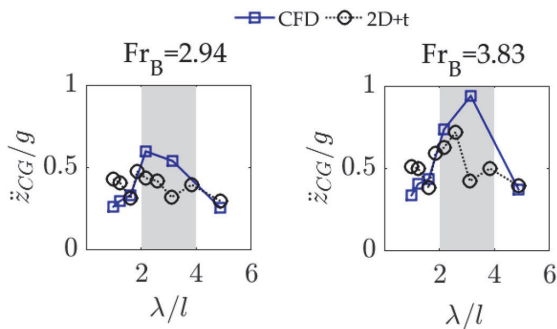 CFD 2D+t
Fr_B=2.94
Fr_B=3.83
z̈_CG/g
1
0.5
0
2 4 6
λ/l
z̈_CG/g
1
0.5
0
2 4 6
λ/l